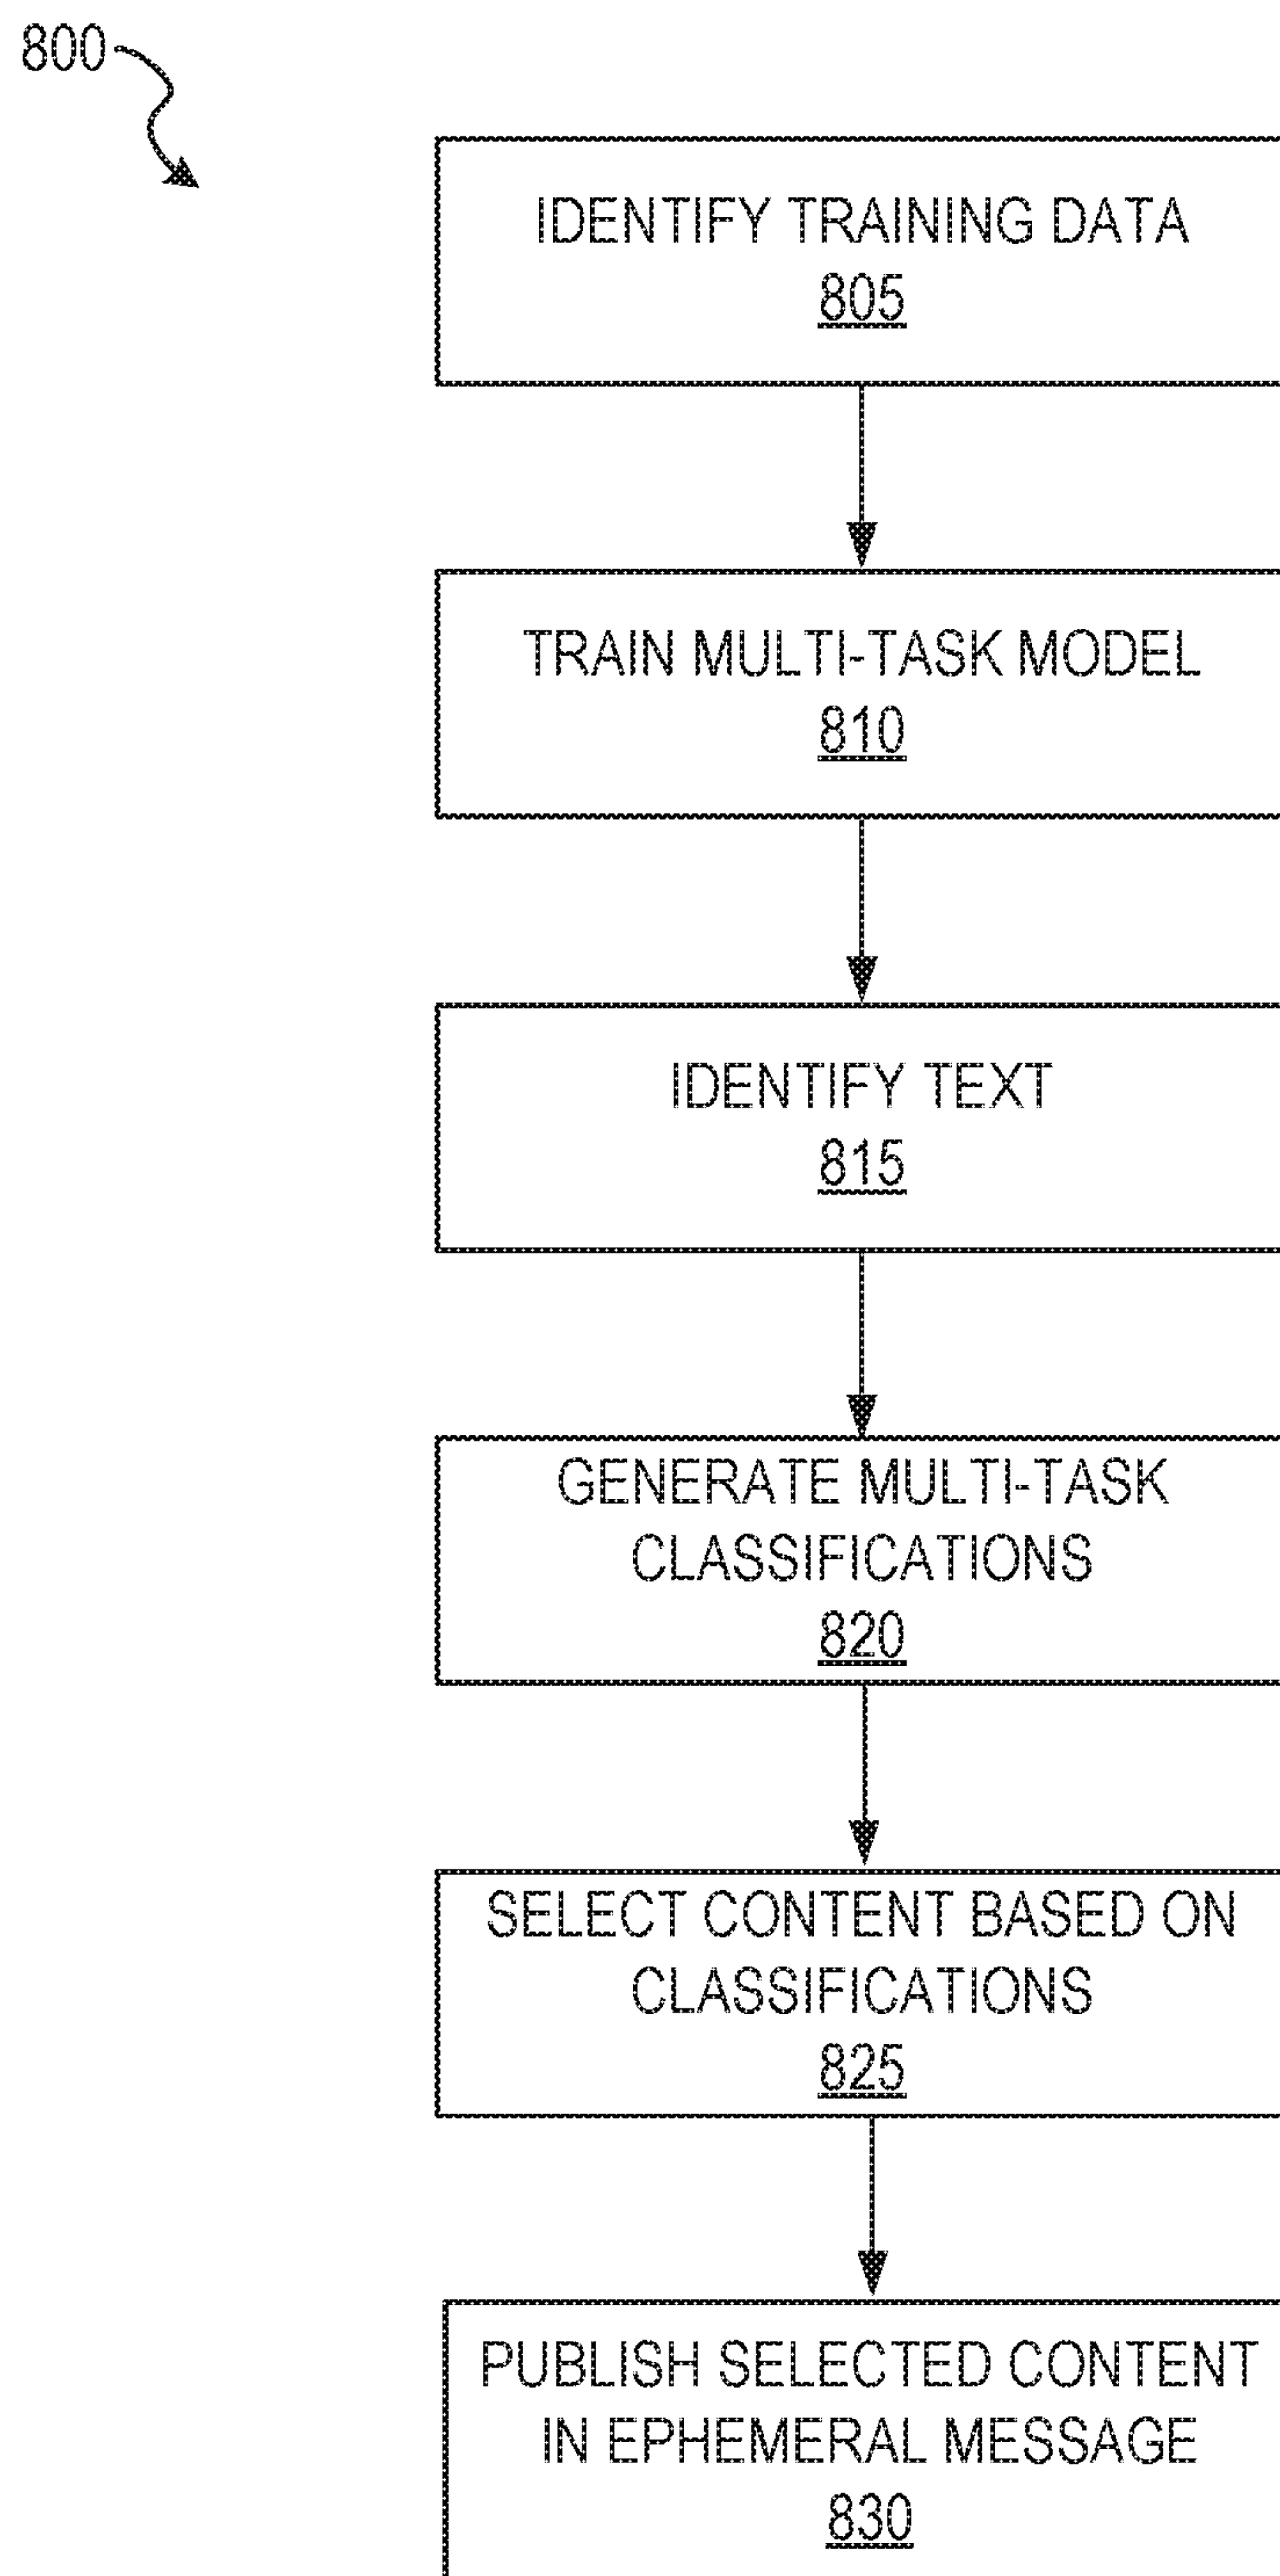 800
IDENTIFY TRAINING DATA
805
TRAIN MULTI-TASK MODEL
810
IDENTIFY TEXT
815
GENERATE MULTI-TASK
CLASSIFICATIONS
820
SELECT CONTENT BASED ON
CLASSIFICATIONS
825
PUBLISH SELECTED CONTENT
IN EPHEMERAL MESSAGE
830